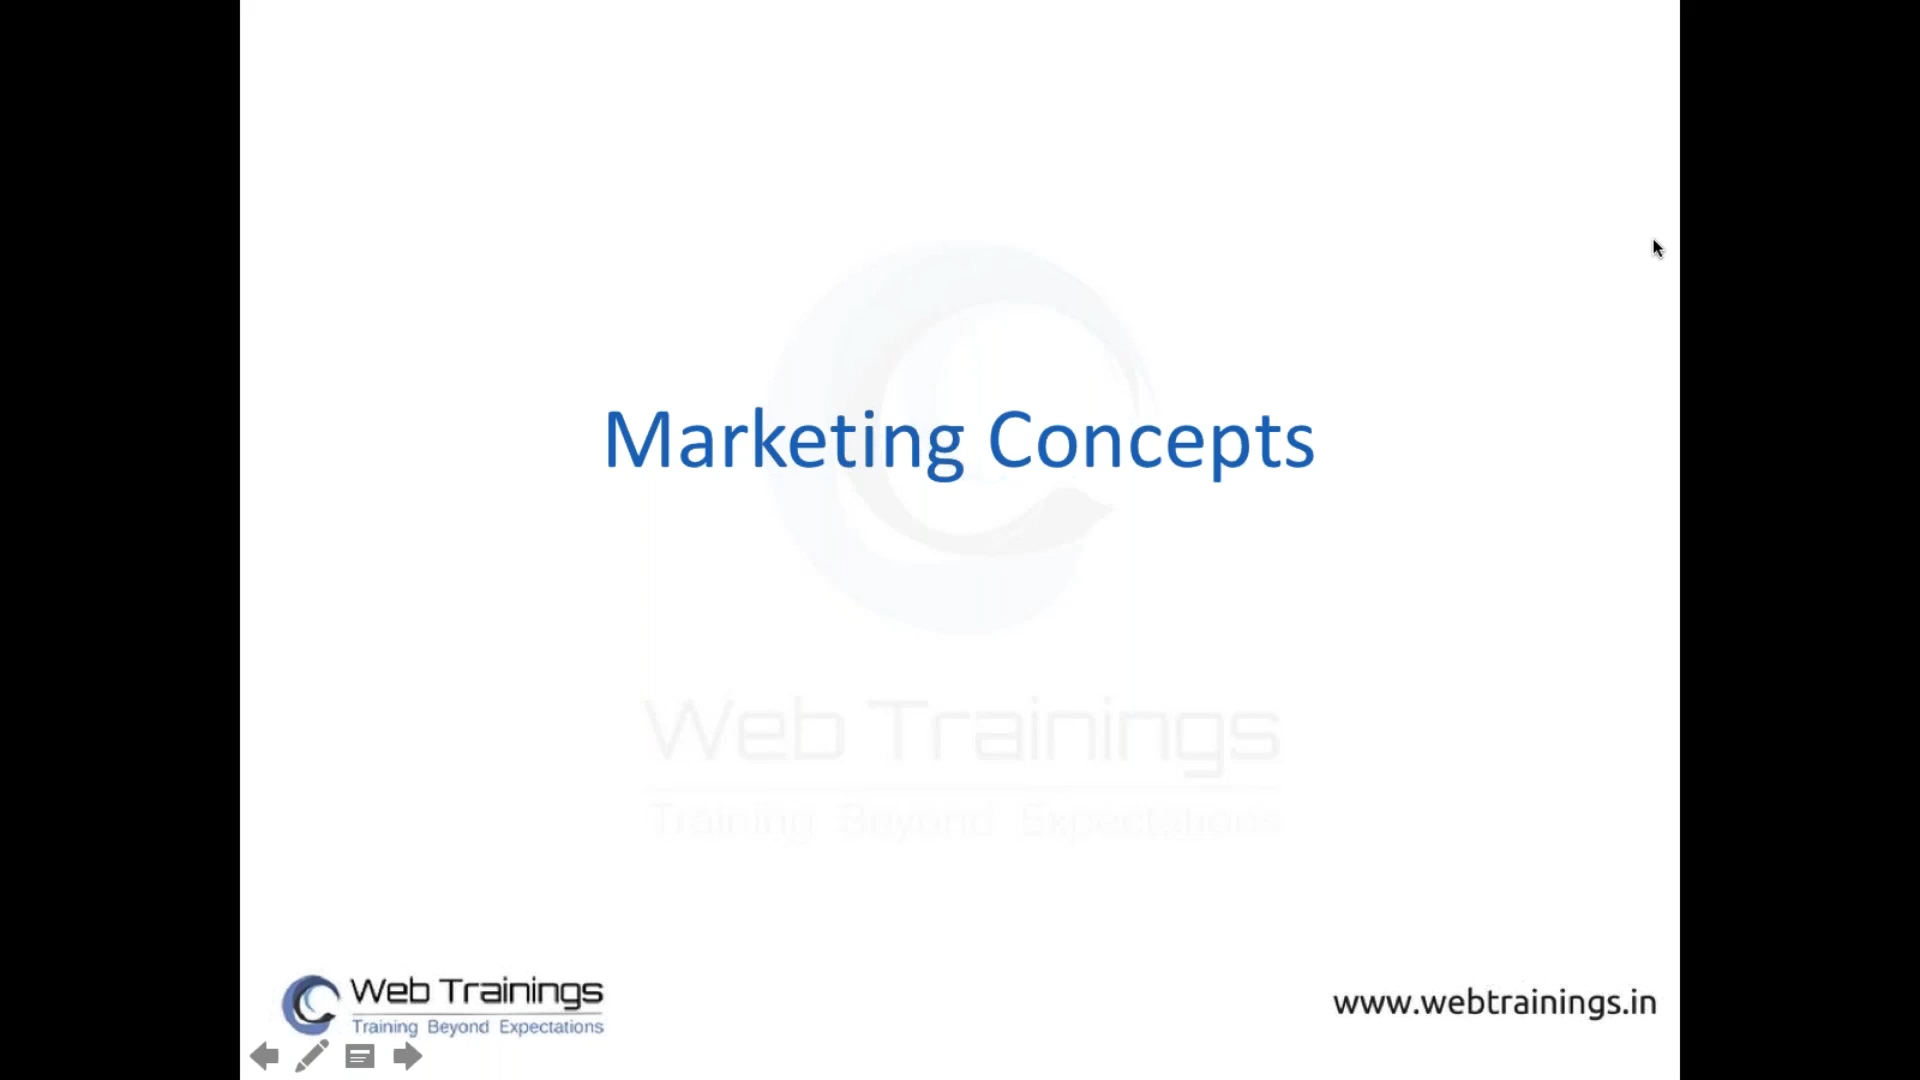 Marketing Concepts
Web Trainings
Training Beyond Expectations
Web Trainings
Training Beyond Expectations
www.webtrainings.in